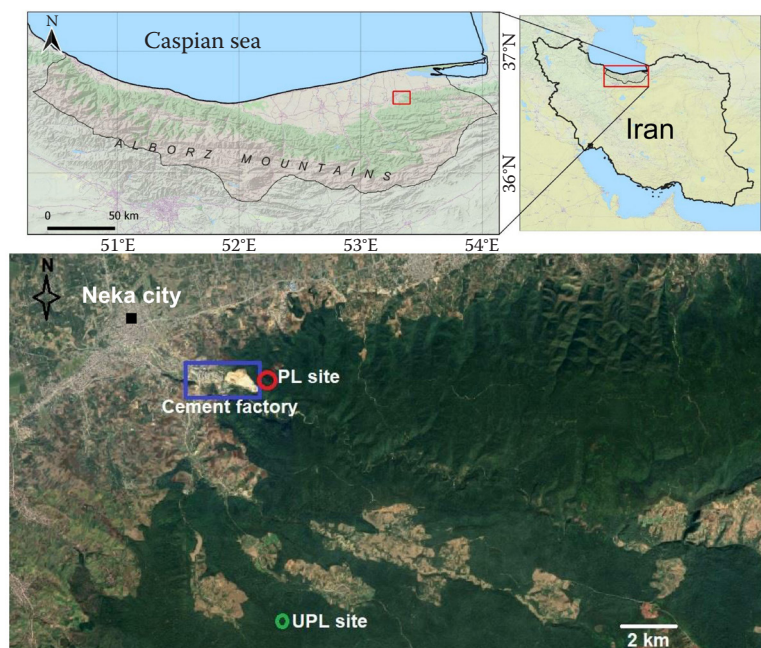 N
Caspian sea
37°N
ALBORZ MOUNTAINS
36°N
0 50 km
51°E 52°E 53°E 54°E
Iran
N
Neka city
PL site
Cement factory
UPL site
2 km